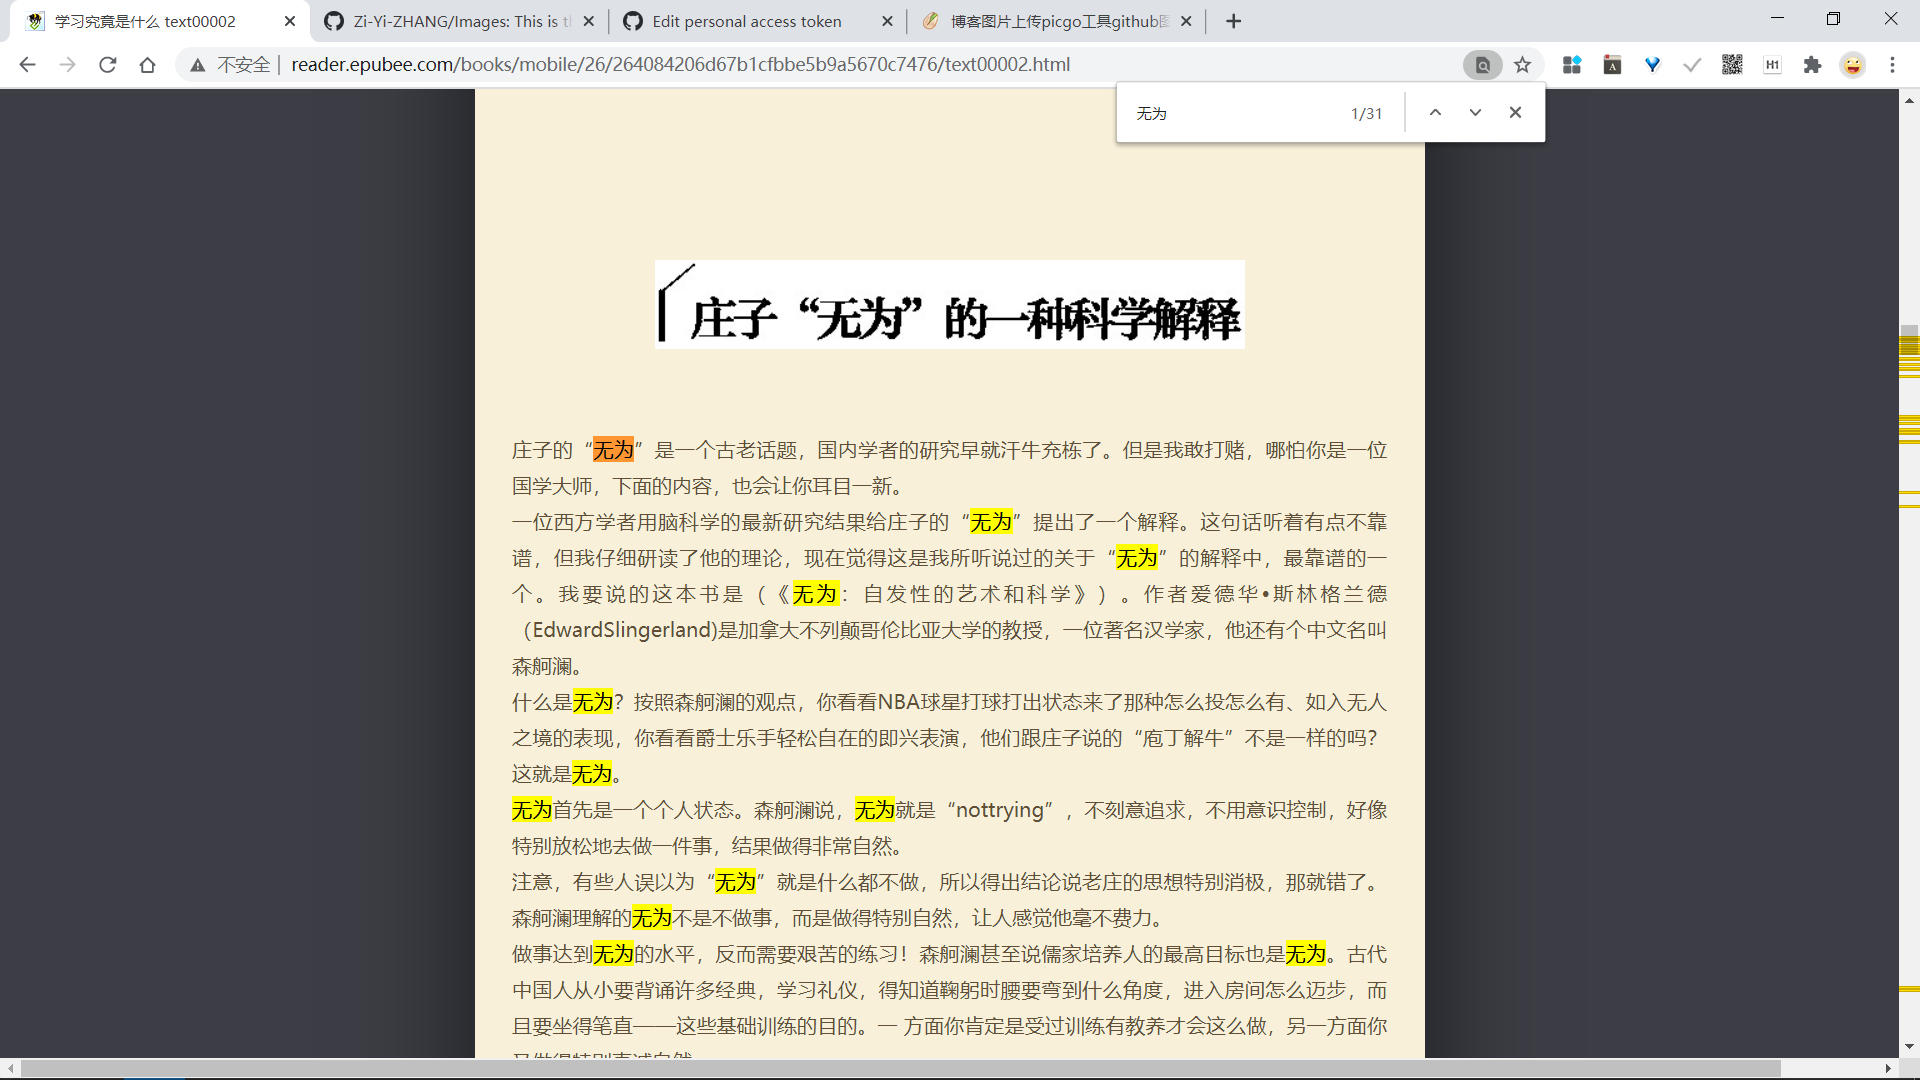 学习究竟是什么 text00002
Zi-Yi-ZHANG/Images: This is t
Edit personal access token
博客图片上传picgo工具github图
不安全 | reader.epubee.com/books/mobile/26/264084206d67b1cfbbe5b9a5670c7476/text00002.html
A
H1
无为 1/31
庄子“无为”的一种科学解释
庄子的“无为”是一个古老话题，国内学者的研究早就汗牛充栋了。但是我敢打赌，哪怕你是一位
国学大师，下面的内容，也会让你耳目一新。
一位西方学者用脑科学的最新研究结果给庄子的“无为”提出了一个解释。这句话听着有点不靠
谱，但我仔细研读了他的理论，现在觉得这是我所听说过的关于“无为”的解释中，最靠谱的一
个。我要说的这本书是（《无为：自发性的艺术和科学》）。作者爱德华•斯林格兰德
（EdwardSlingerland)是加拿大不列颠哥伦比亚大学的教授，一位著名汉学家，他还有个中文名叫
森舸澜。
什么是无为？按照森舸澜的观点，你看看NBA球星打球打出状态来了那种怎么投怎么有、如入无人
之境的表现，你看看爵士乐手轻松自在的即兴表演，他们跟庄子说的“庖丁解牛”不是一样的吗？
这就是无为。
无为首先是一个个人状态。森舸澜说，无为就是“nottrying”，不刻意追求，不用意识控制，好像
特别放松地去做一件事，结果做得非常自然。
注意，有些人误以为“无为”就是什么都不做，所以得出结论说老庄的思想特别消极，那就错了。
森舸澜理解的无为不是不做事，而是做得特别自然，让人感觉他毫不费力。
做事达到无为的水平，反而需要艰苦的练习！森舸澜甚至说儒家培养人的最高目标也是无为。古代
中国人从小要背诵许多经典，学习礼仪，得知道鞠躬时腰要弯到什么角度，进入房间怎么迈步，而
且要坐得笔直——这些基础训练的目的。一 方面你肯定是受过训练有教养才会这么做，另一方面你